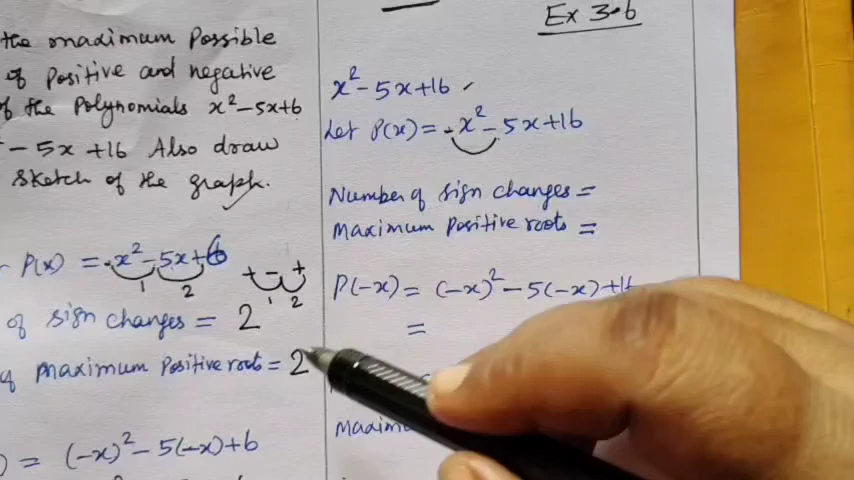 the maximum Possible
of Positive and negative
of the Polynomials x² - 5x+6
- 5x + 16 Also draw
sketch of the graph.
P(x) = x² - 5x + 6
1 2
+ - +
1 2
of sign changes = 2
of maximum Positive roots = 2
) = (-x)² - 5(-x) + 6
Ex 3.6
x² - 5x + 16
Let P(x) = x² - 5x + 16
Number of sign changes =
Maximum Positive roots =
P(-x) = (-x)² - 5(-x) + 16
=